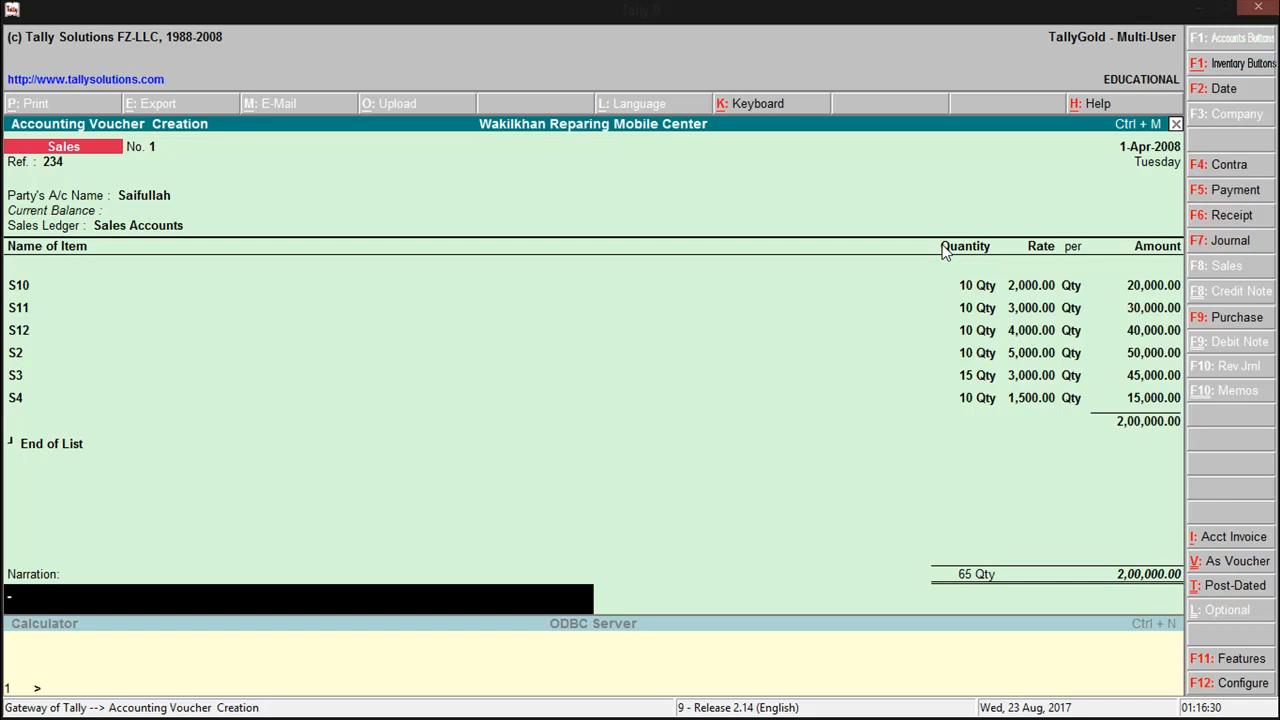 Tally
Tally 9
(c) Tally Solutions FZ-LLC, 1988-2008 TallyGold - Multi-User
http://www.tallysolutions.com EDUCATIONAL
P: Print E: Export M: E-Mail O: Upload L: Language K: Keyboard H: Help
Accounting Voucher Creation Wakilkhan Reparing Mobile Center Ctrl + M
Sales No. 1 1-Apr-2008
Ref. : 234 Tuesday
Party's A/c Name : Saifullah
Current Balance :
Sales Ledger : Sales Accounts
Name of Item Quantity Rate per Amount
S10 10 Qty 2,000.00 Qty 20,000.00
S11 10 Qty 3,000.00 Qty 30,000.00
S12 10 Qty 4,000.00 Qty 40,000.00
S2 10 Qty 5,000.00 Qty 50,000.00
S3 15 Qty 3,000.00 Qty 45,000.00
S4 10 Qty 1,500.00 Qty 15,000.00
2,00,000.00
End of List
Narration: 65 Qty 2,00,000.00
Calculator ODBC Server Ctrl + N
1 >
Gateway of Tally --> Accounting Voucher Creation 9 - Release 2.14 (English) Wed, 23 Aug, 2017 01:16:30
F1: Accounts Buttons
F1: Inventory Buttons
F2: Date
F3: Company
F4: Contra
F5: Payment
F6: Receipt
F7: Journal
F8: Sales
F8: Credit Note
F9: Purchase
F9: Debit Note
F10: Rev Jrnl
F10: Memos
I: Acct Invoice
V: As Voucher
T: Post-Dated
L: Optional
F11: Features
F12: Configure